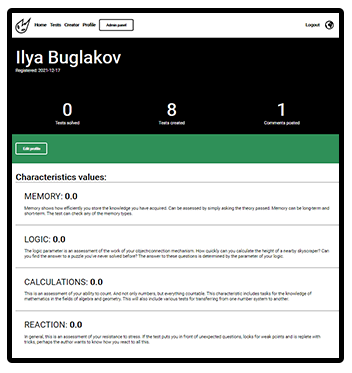 Home Tests Creator Profile Admin panel Logout
Ilya Buglakov
Registered: 2021-12-17
0 8 1
Tests solved Tests created Comments posted
Edit profile
Characteristics values:
MEMORY: 0.0
Memory shows how efficiently you store the knowledge you have acquired. Can be assessed by simply asking the theory passed. Memory can be long-term and
short-term. The test can check any of the memory types.
LOGIC: 0.0
The logic parameter is an assessment of the work of your object-connection mechanism. How quickly can you calculate the height of a nearby skyscraper? Can
you find the answer to a puzzle you've never solved before? The answer to these questions is determined by the parameter of your logic.
CALCULATIONS: 0.0
This is an assessment of your ability to count. And not only numbers, but everything countable. This characteristic includes tasks for the knowledge of
mathematics in the fields of algebra and geometry. This will also include various tests for transferring from one number system to another.
REACTION: 0.0
In general, this is an assessment of your resistance to stress. If the test puts you in front of unexpected questions, looks for weak points and is replete with
tricks, perhaps the author wants to know how you react to all this.